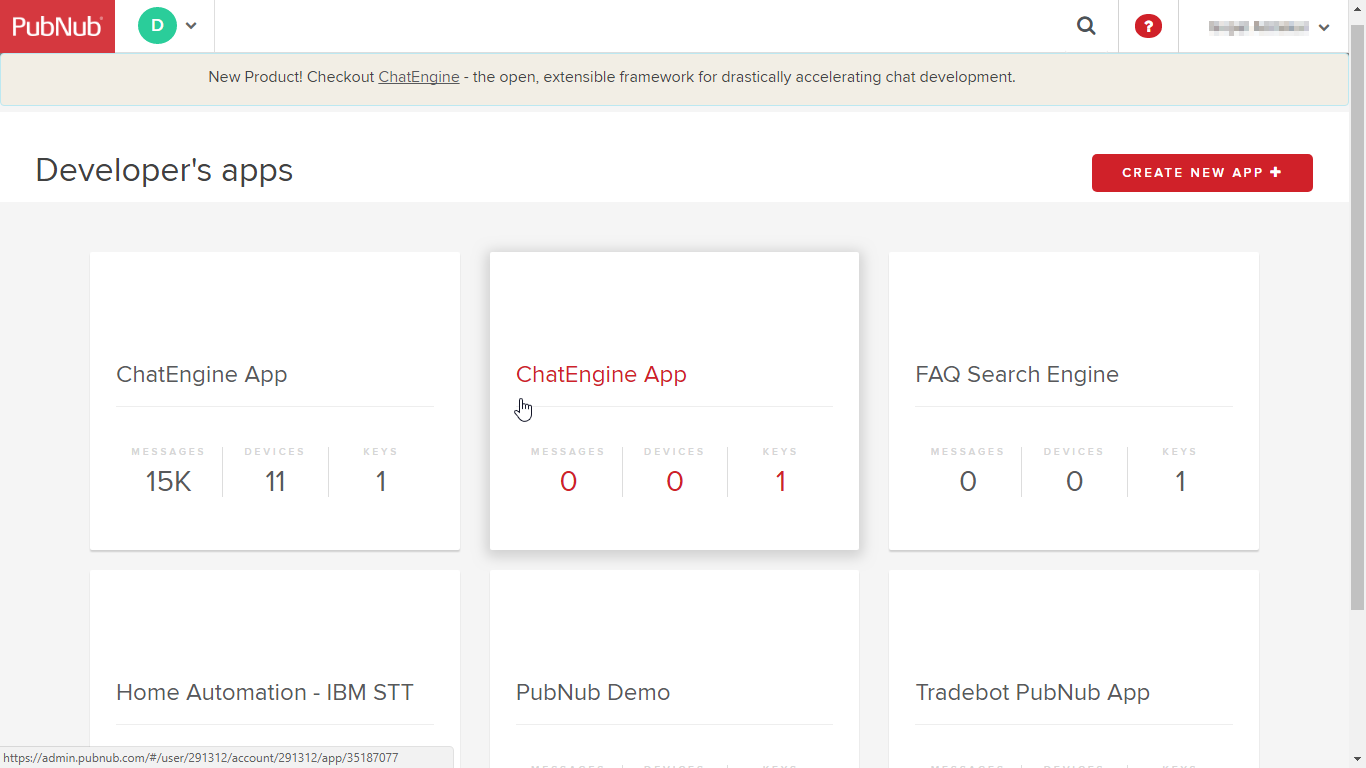 PubNub
D
?
New Product! Checkout ChatEngine - the open, extensible framework for drastically accelerating chat development.
Developer's apps
CREATE NEW APP +
ChatEngine App
MESSAGES DEVICES KEYS
15K 11 1
ChatEngine App
MESSAGES DEVICES KEYS
0 0 1
FAQ Search Engine
MESSAGES DEVICES KEYS
0 0 1
Home Automation - IBM STT
PubNub Demo
Tradebot PubNub App
https://admin.pubnub.com/#/user/291312/account/291312/app/35187077